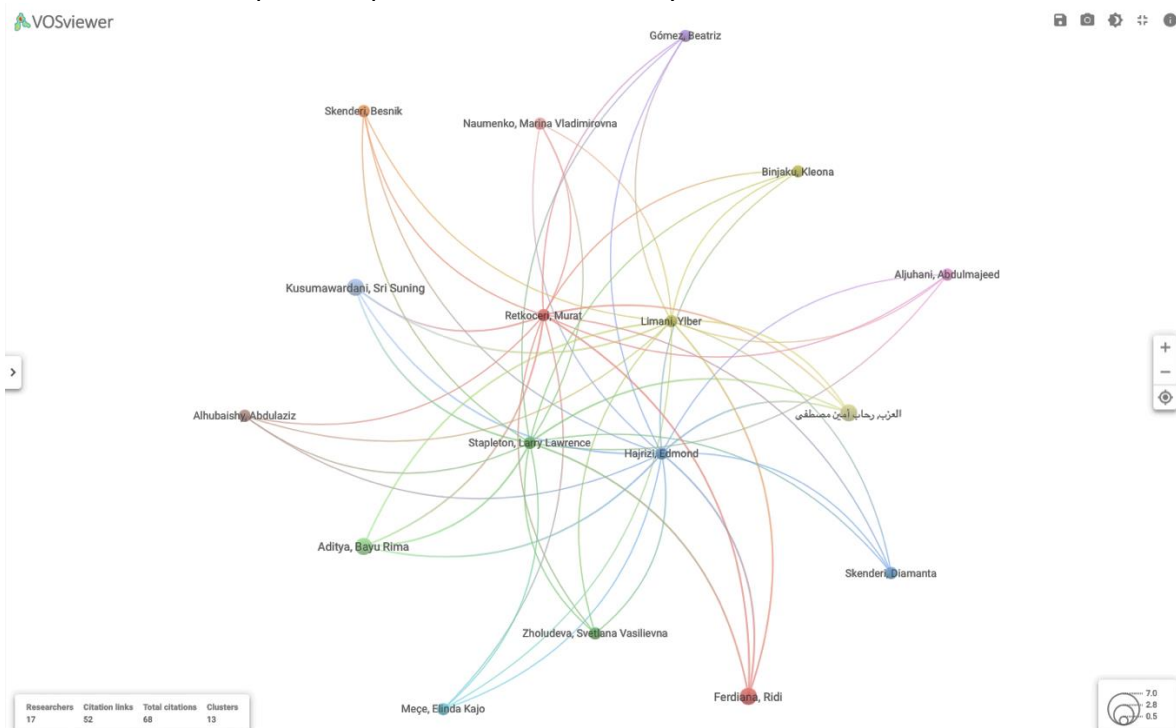 VOSviewer
Gómez, Beatriz
Skenderi, Besnik
Naumenko, Marina Vladimirovna
Binjaku, Kleona
Aljuhani, Abdulmajeed
Kusumawardani, Sri Suning
Retkoceri, Murat
Limani, Ylber
Alhubaishy, Abdulaziz
العزب, رحاب أمين مصطفى
Stapleton, Larry Lawrence
Hajrizi, Edmond
Aditya, Bayu Rima
Skenderi, Diamanta
Zholudeva, Svetlana Vasilievna
Ferdiana, Ridi
Meçe, Elinda Kajo
Researchers Citation links Total citations Clusters
17 52 68 13
7.0
2.8
0.5